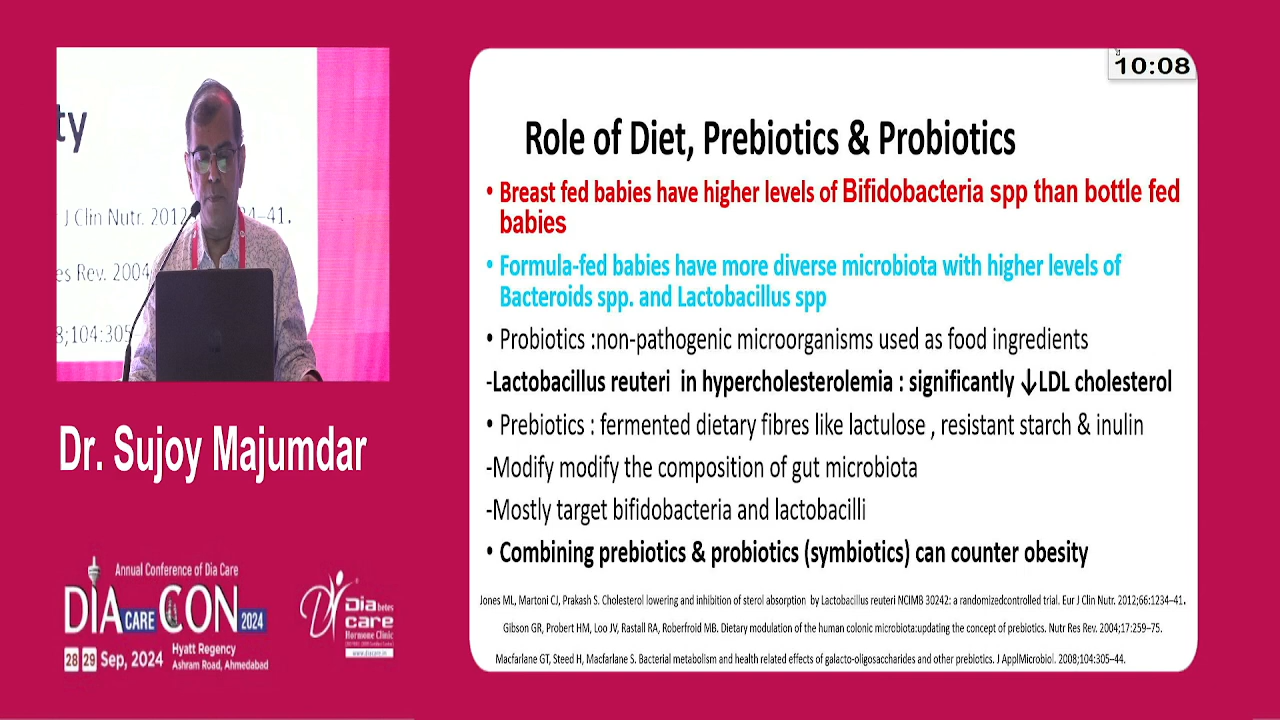 ty
J Clin Nutr. 2012
4–41.
es Rev. 2004
8;104:305
Dr. Sujoy Majumdar
Annual Conference of Dia Care
DIA CARE CON 2024
28 29 Sep, 2024
Hyatt Regency
Ashram Road, Ahmedabad
Diabetes
care
Hormone Clinic
10:08
Role of Diet, Prebiotics & Probiotics
• Breast fed babies have higher levels of Bifidobacteria spp than bottle fed
babies
• Formula-fed babies have more diverse microbiota with higher levels of
Bacteroids spp. and Lactobacillus spp
• Probiotics :non-pathogenic microorganisms used as food ingredients
-Lactobacillus reuteri in hypercholesterolemia : significantly ↓LDL cholesterol
• Prebiotics : fermented dietary fibres like lactulose , resistant starch & inulin
-Modify modify the composition of gut microbiota
-Mostly target bifidobacteria and lactobacilli
• Combining prebiotics & probiotics (symbiotics) can counter obesity
Jones ML, Martoni CJ, Prakash S. Cholesterol lowering and inhibition of sterol absorption by Lactobacillus reuteri NCIMB 30242: a randomizedcontrolled trial. Eur J Clin Nutr. 2012;66:1234–41.
Gibson GR, Probert HM, Loo JV, Rastall RA, Roberfroid MB. Dietary modulation of the human colonic microbiota:updating the concept of prebiotics. Nutr Res Rev. 2004;17:259–75.
Macfarlane GT, Steed H, Macfarlane S. Bacterial metabolism and health related effects of galacto-oligosaccharides and other prebiotics. J ApplMicrobiol. 2008;104:305–44.